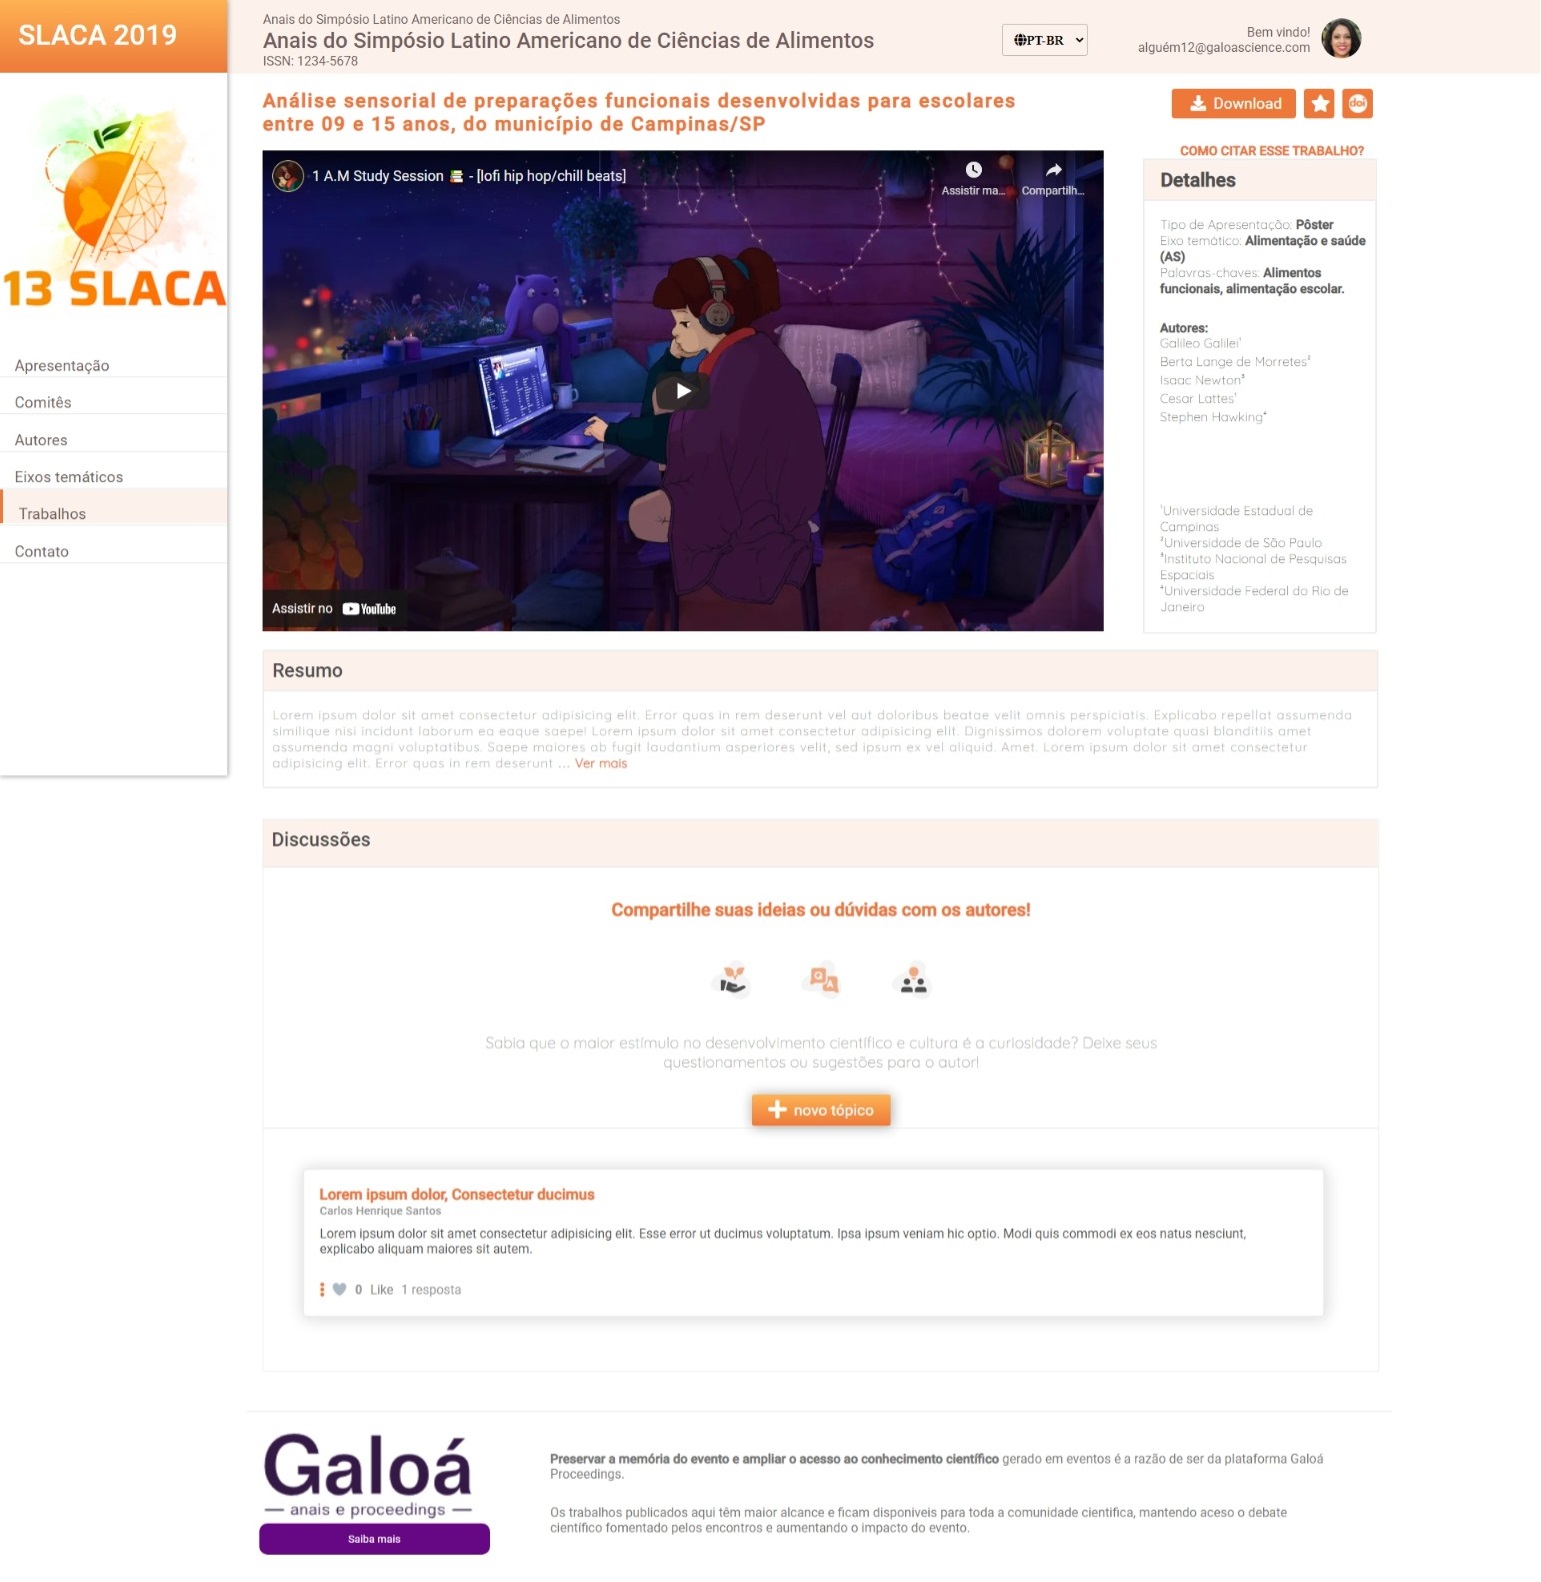 SLACA 2019
Anais do Simpósio Latino Americano de Ciências de Alimentos
Anais do Simpósio Latino Americano de Ciências de Alimentos
ISSN: 1234-5678
PT-BR
Bem vindo!
alguém12@galoascience.com
13 SLACA
Apresentação
Comitês
Autores
Eixos temáticos
Trabalhos
Contato
Análise sensorial de preparações funcionais desenvolvidas para escolares
entre 09 e 15 anos, do município de Campinas/SP
Download
doi
COMO CITAR ESSE TRABALHO?
1 A.M Study Session 📚 - [lofi hip hop/chill beats]
Assistir ma...
Compartilh...
Assistir no YouTube
Detalhes
Tipo de Apresentação: Pôster
Eixo temático: Alimentação e saúde
(AS)
Palavras-chaves: Alimentos
funcionais, alimentação escolar.
Autores:
Galileo Galilei¹
Berta Lange de Morretes²
Isaac Newton³
Cesar Lattes¹
Stephen Hawking⁴
¹Universidade Estadual de
Campinas
²Universidade de São Paulo
³Instituto Nacional de Pesquisas
Espaciais
⁴Universidade Federal do Rio de
Janeiro
Resumo
Lorem ipsum dolor sit amet consectetur adipisicing elit. Error quas in rem deserunt vel aut doloribus beatae velit omnis perspiciatis. Explicabo repellat assumenda
similique nisi incidunt laborum ea eaque saepe! Lorem ipsum dolor sit amet consectetur adipisicing elit. Dignissimos dolorem voluptate quasi blanditiis amet
assumenda magni voluptatibus. Saepe maiores ab fugit laudantium asperiores velit, sed ipsum ex vel aliquid. Amet. Lorem ipsum dolor sit amet consectetur
adipisicing elit. Error quas in rem deserunt ... Ver mais
Discussões
Compartilhe suas ideias ou dúvidas com os autores!
Q A
Sabia que o maior estímulo no desenvolvimento científico e cultura é a curiosidade? Deixe seus
questionamentos ou sugestões para o autor!
novo tópico
Lorem ipsum dolor, Consectetur ducimus
Carlos Henrique Santos
Lorem ipsum dolor sit amet consectetur adipisicing elit. Esse error ut ducimus voluptatum. Ipsa ipsum veniam hic optio. Modi quis commodi ex eos natus nesciunt,
explicabo aliquam maiores sit autem.
0 Like 1 resposta
Galoá
anais e proceedings
Saiba mais
Preservar a memória do evento e ampliar o acesso ao conhecimento científico gerado em eventos é a razão de ser da plataforma Galoá
Proceedings.
Os trabalhos publicados aqui têm maior alcance e ficam disponiveis para toda a comunidade cientifica, mantendo aceso o debate
científico fomentado pelos encontros e aumentando o impacto do evento.